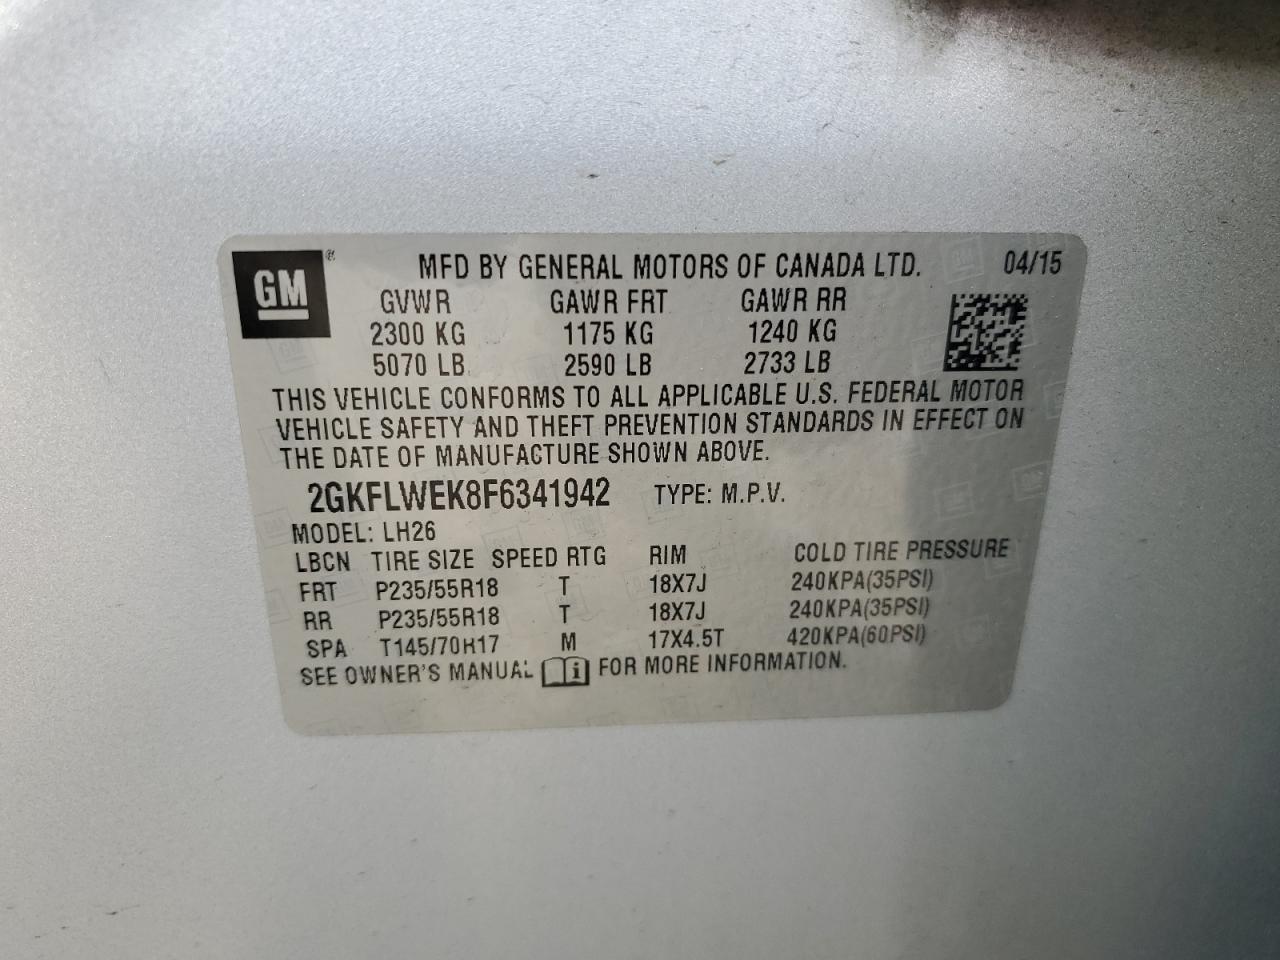 GM ® MFD BY GENERAL MOTORS OF CANADA LTD. 04/15
GVWR GAWR FRT GAWR RR
2300 KG 1175 KG 1240 KG
5070 LB 2590 LB 2733 LB
THIS VEHICLE CONFORMS TO ALL APPLICABLE U.S. FEDERAL MOTOR
VEHICLE SAFETY AND THEFT PREVENTION STANDARDS IN EFFECT ON
THE DATE OF MANUFACTURE SHOWN ABOVE.
2GKFLWEK8F6341942 TYPE: M.P.V.
MODEL: LH26
LBCN TIRE SIZE SPEED RTG RIM COLD TIRE PRESSURE
FRT P235/55R18 T 18X7J 240KPA(35PSI)
RR P235/55R18 T 18X7J 240KPA(35PSI)
SPA T145/70R17 M 17X4.5T 420KPA(60PSI)
SEE OWNER'S MANUAL i FOR MORE INFORMATION.